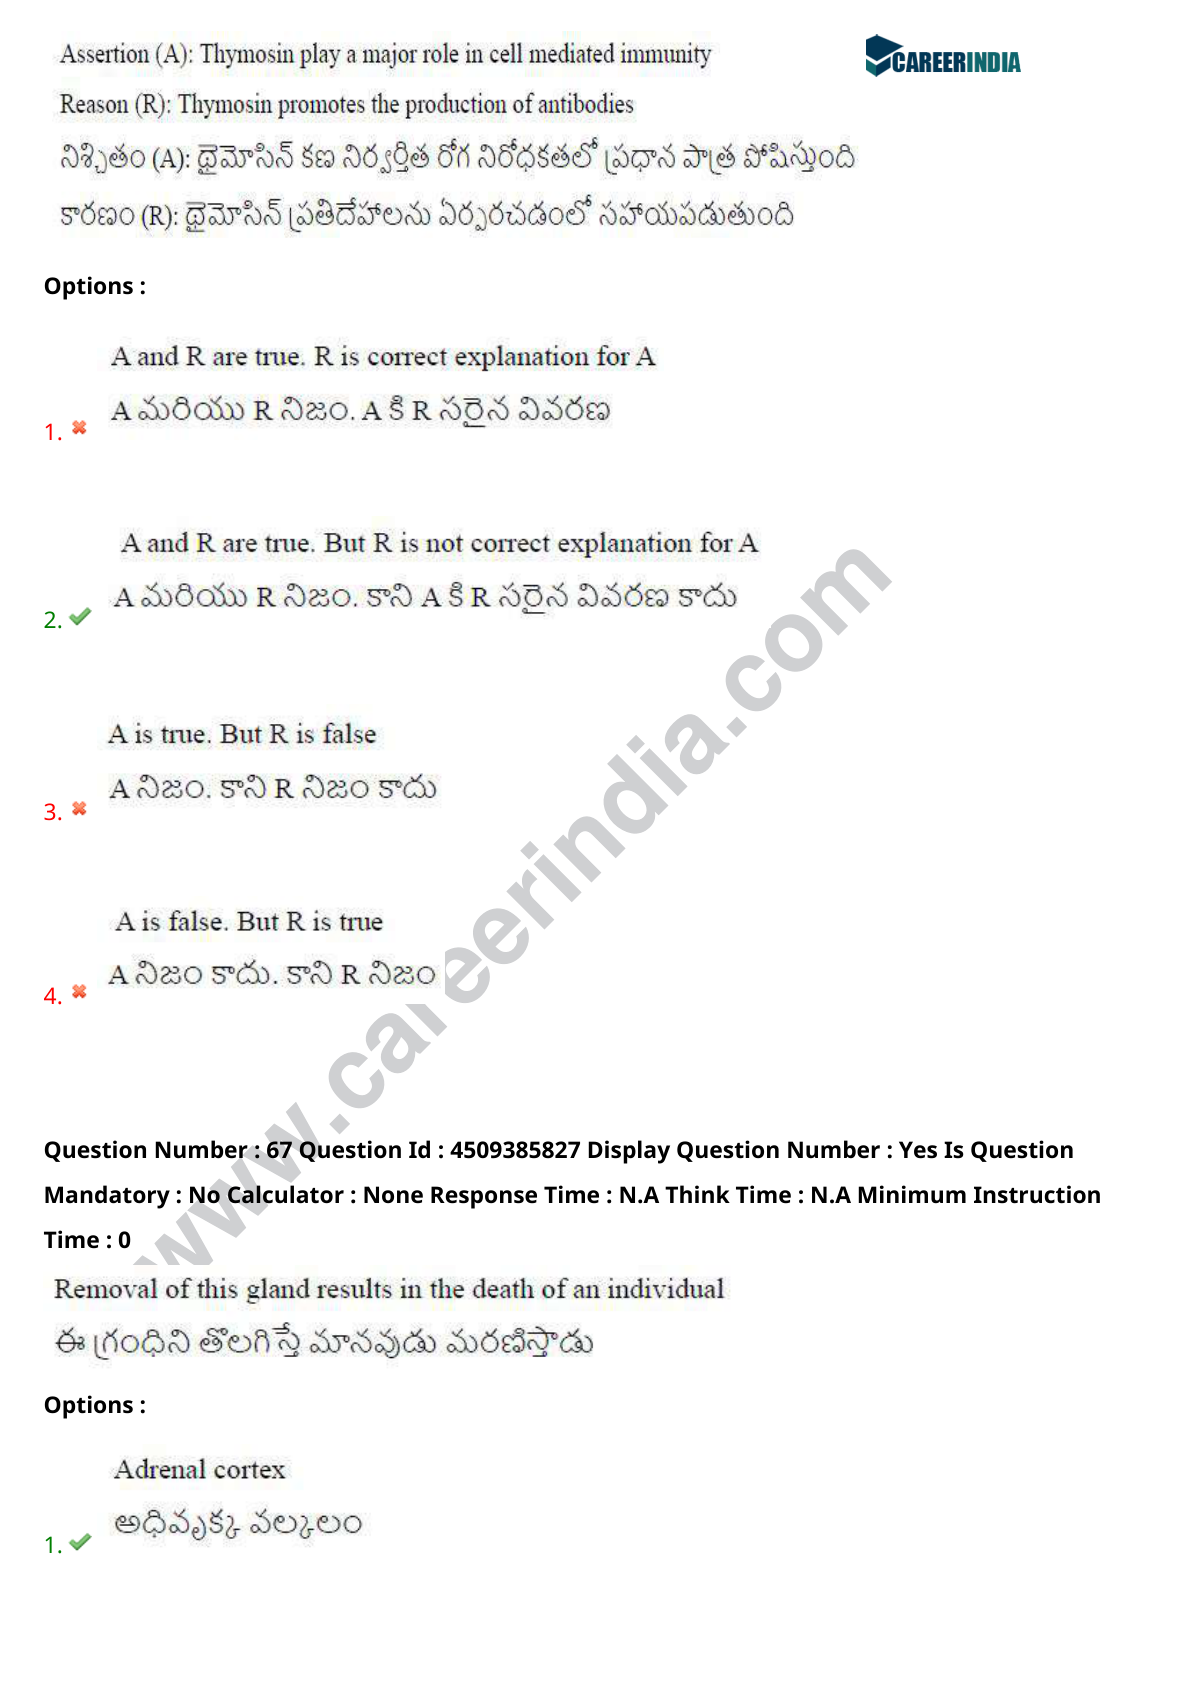 Assertion (A): Thymosin play a major role in cell mediated immunity
CAREERINDIA
Reason (R): Thymosin promotes the production of antibodies
నిశ్చితం (A): థైమోసిన్ కణ నిర్వర్తిత రోగ నిరోధకతలో ప్రధాన పాత్ర పోషిస్తుంది
కారణం (R): థైమోసిన్ ప్రతిదేహాలను ఏర్పరచడంలో సహాయపడుతుంది
Options :
A and R are true. R is correct explanation for A
A మరియు R నిజం. A కి R సరైన వివరణ
1.
A and R are true. But R is not correct explanation for A
A మరియు R నిజం. కాని A కి R సరైన వివరణ కాదు
2.
A is true. But R is false
A నిజం. కాని R నిజం కాదు
3.
A is false. But R is true
A నిజం కాదు. కాని R నిజం
4.
www.careerindia.com
Question Number : 67 Question Id : 4509385827 Display Question Number : Yes Is Question
Mandatory : No Calculator : None Response Time : N.A Think Time : N.A Minimum Instruction
Time : 0
Removal of this gland results in the death of an individual
ఈ గ్రంధిని తొలగిస్తే మానవుడు మరణిస్తాడు
Options :
Adrenal cortex
అధివృక్క వల్కలం
1.